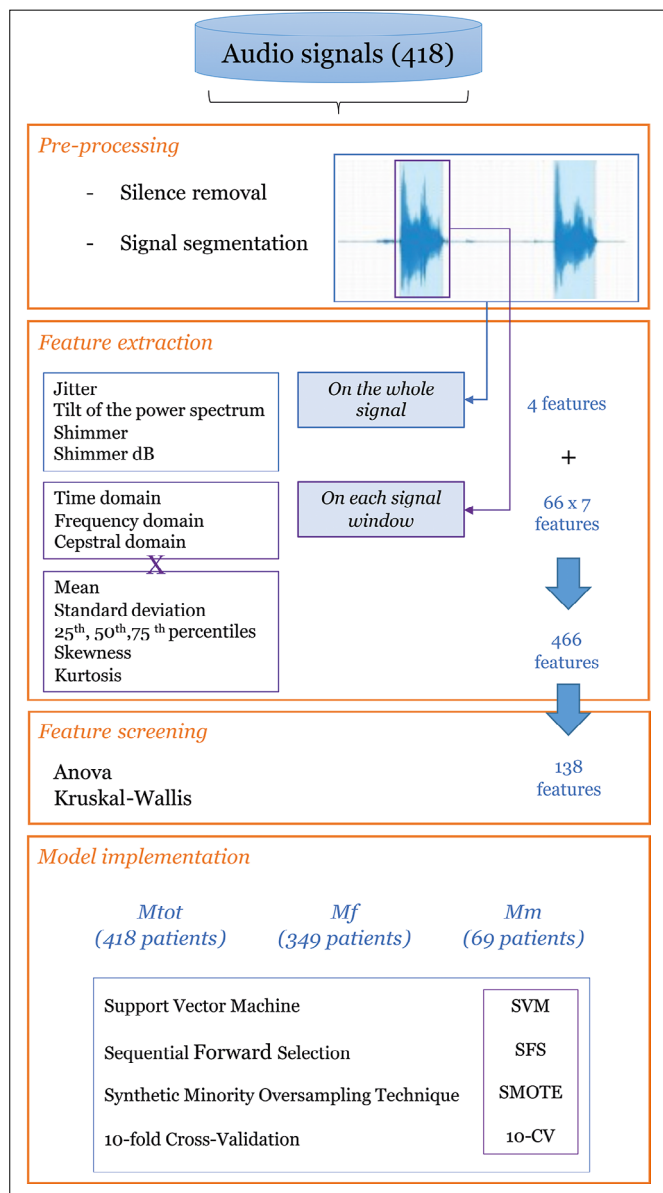 Audio signals (418)
Pre-processing
- Silence removal
- Signal segmentation
Feature extraction
Jitter
Tilt of the power spectrum
Shimmer
Shimmer dB
On the whole
signal
4 features
+
Time domain
Frequency domain
Cepstral domain
On each signal
window
66 x 7
features
X
Mean
Standard deviation
25th, 50th,75 th percentiles
Skewness
Kurtosis
466
features
Feature screening
Anova
Kruskal-Wallis
138
features
Model implementation
Mtot
(418 patients)
Mf
(349 patients)
Mm
(69 patients)
Support Vector Machine
SVM
Sequential Forward Selection
SFS
Synthetic Minority Oversampling Technique
SMOTE
10-fold Cross-Validation
10-CV